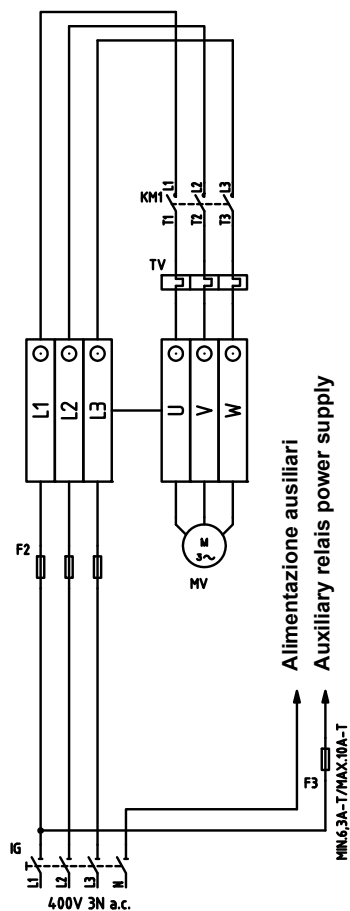 L1 L2 L3
KM1
T1 T2 T3
TV
L1 L2 L3
U V W
F2
M
3~
MV
Alimentazione ausiliari
Auxiliary relais power supply
F3
MIN.6,3A-T/MAX.10A-T
IG
L1 L2 L3 N
400V 3N a.c.